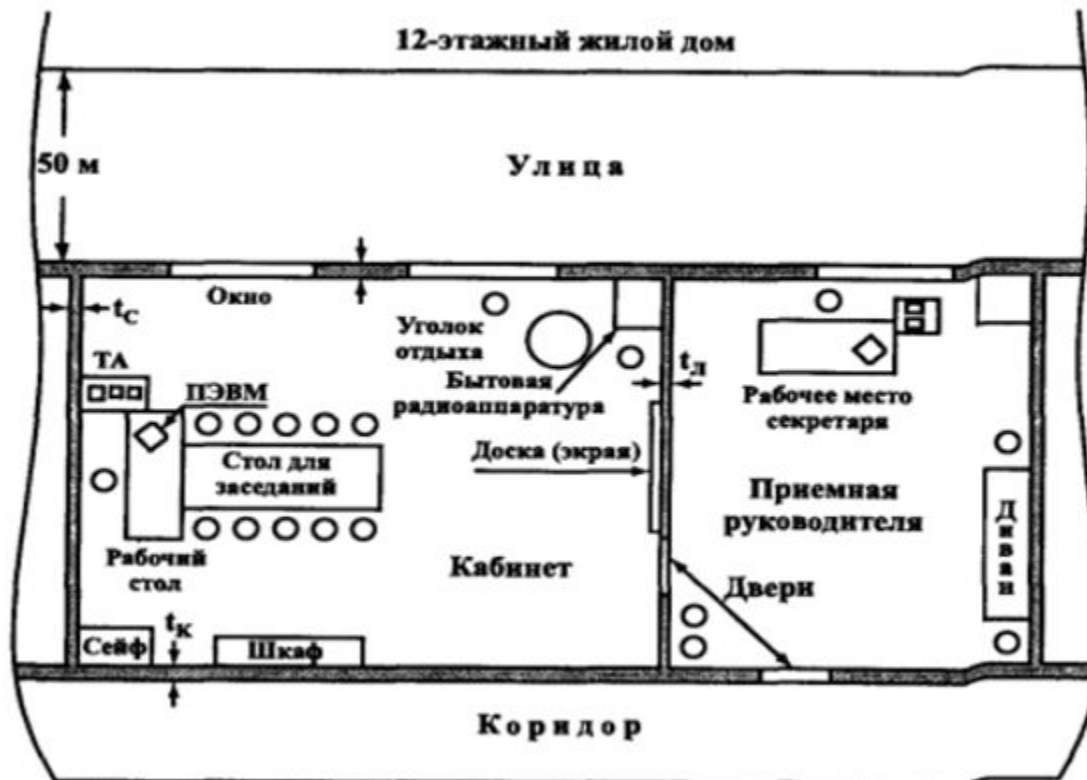 12-этажный жилой дом
50 м
Улица
Окно
tС
ТА
ПЭВМ
Уголок
отдыха
Бытовая
радиоаппаратура
tЛ
Рабочее место
секретаря
Стол для
заседаний
Доска (экран)
Приемная
руководителя
Диван
Рабочий
стол
Кабинет
Двери
tК
Сейф
Шкаф
Коридор